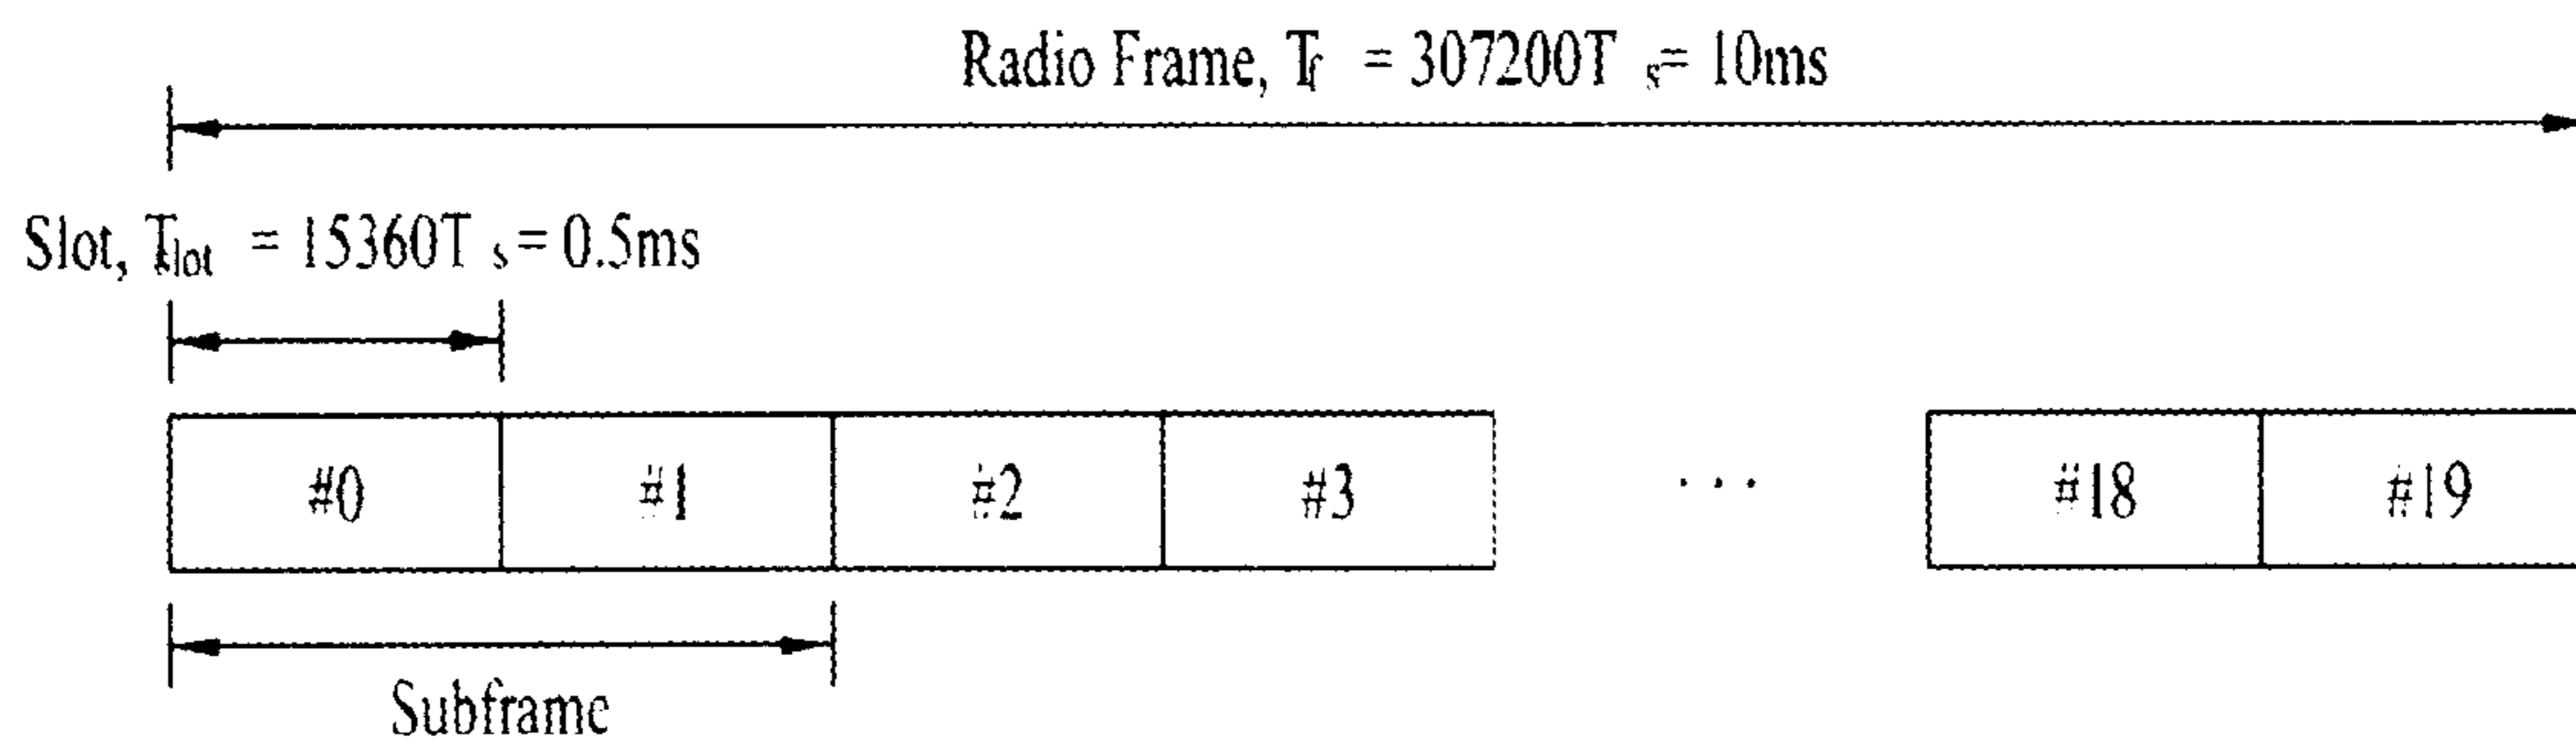 Radio Frame, Tf = 307200Ts = 10ms
Slot, Tslot = 15360Ts = 0.5ms
#0 #1 #2 #3 ... #18 #19
Subframe